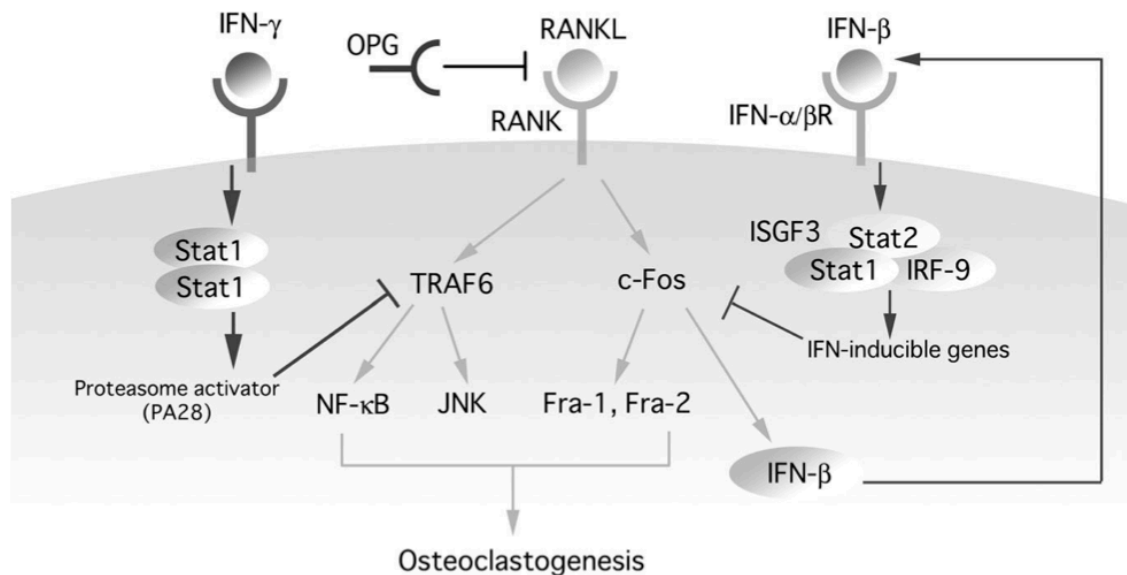 IFN-γ
OPG
RANKL
IFN-β
RANK
IFN-α/βR
Stat1
Stat1
ISGF3
Stat2
Stat1
IRF-9
TRAF6
c-Fos
IFN-inducible genes
Proteasome activator
(PA28)
NF-κB
JNK
Fra-1, Fra-2
IFN-β
Osteoclastogenesis